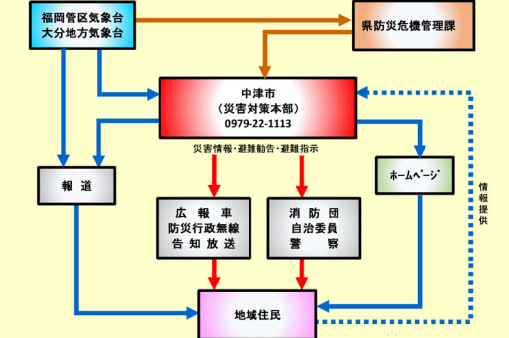 福岡管区気象台
大分地方気象台
県防災危機管理課
中津市
（災害対策本部）
0979-22-1113
災害情報・避難勧告・避難指示
報道
ホームページ
情報提供
広報車
防災行政無線
告知放送
消防団
自治委員
警察
地域住民